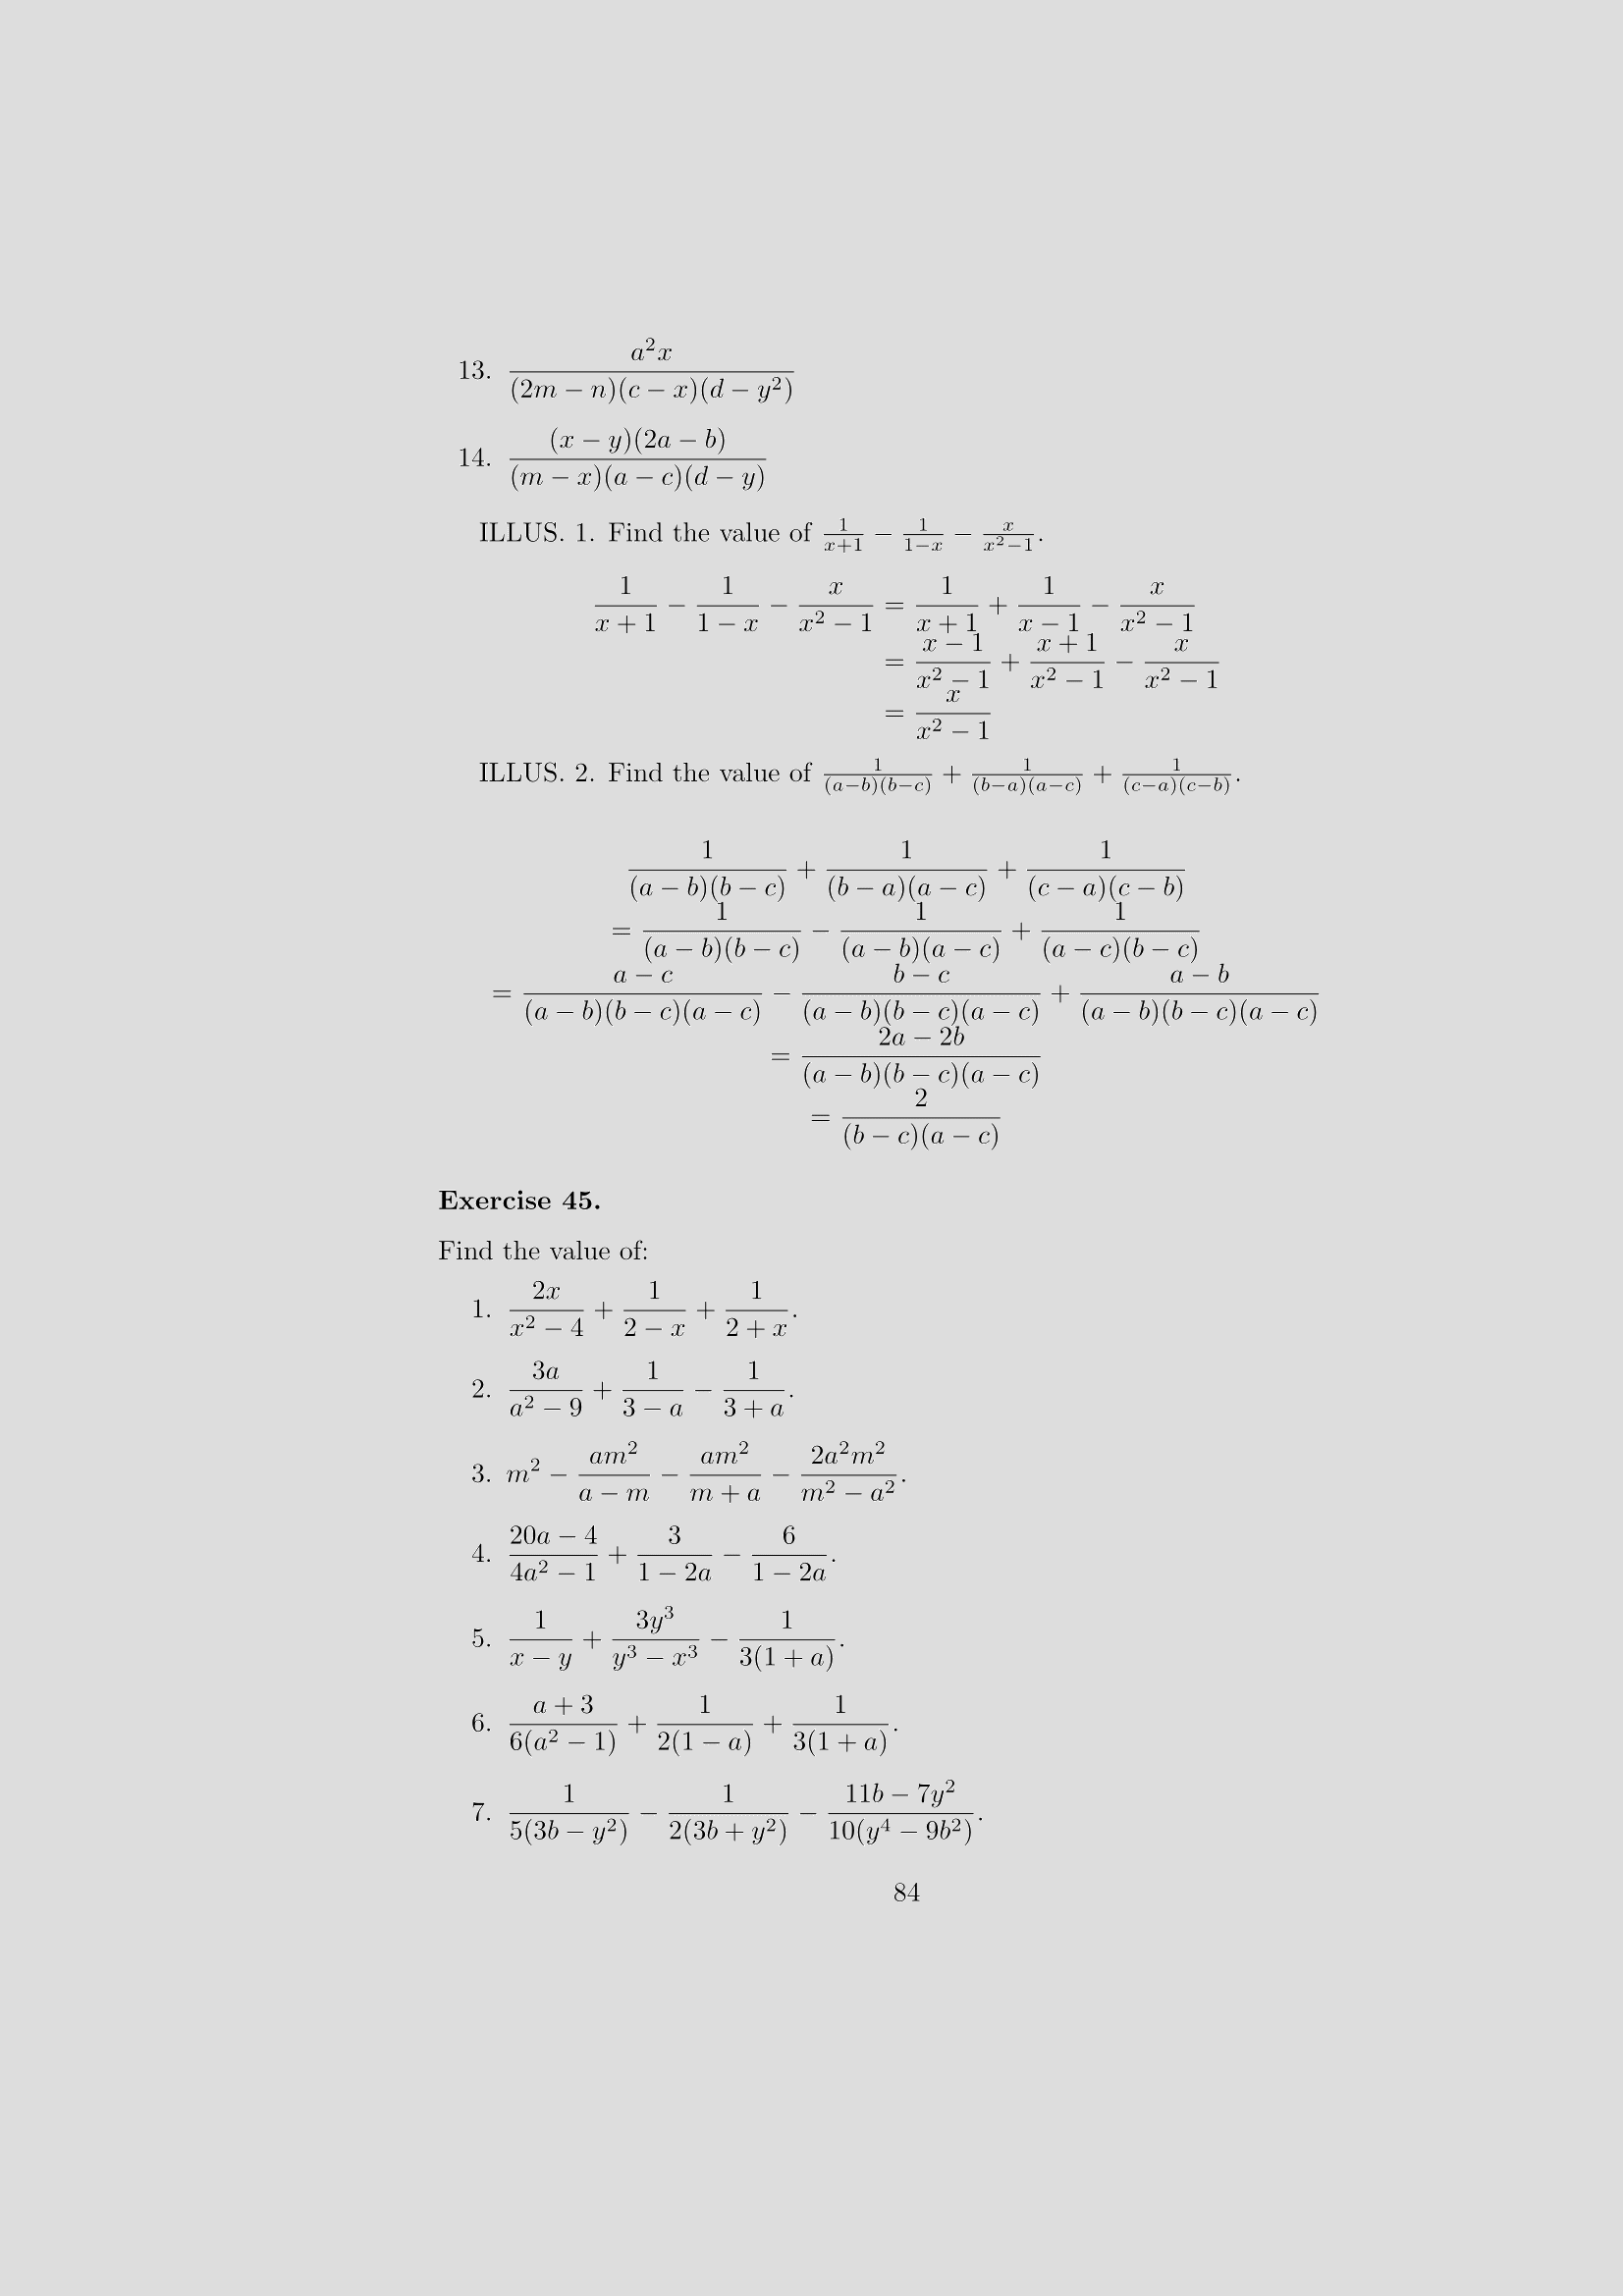 13. \frac{a^2x}{(2m-n)(c-x)(d-y^2)}
14. \frac{(x-y)(2a-b)}{(m-x)(a-c)(d-y)}
ILLUS. 1. Find the value of \frac{1}{x+1} - \frac{1}{1-x} - \frac{x}{x^2-1}.
\frac{1}{x+1} - \frac{1}{1-x} - \frac{x}{x^2-1} = \frac{1}{x+1} + \frac{1}{x-1} - \frac{x}{x^2-1}
= \frac{x-1}{x^2-1} + \frac{x+1}{x^2-1} - \frac{x}{x^2-1}
= \frac{x}{x^2-1}
ILLUS. 2. Find the value of \frac{1}{(a-b)(b-c)} + \frac{1}{(b-a)(a-c)} + \frac{1}{(c-a)(c-b)}.
\frac{1}{(a-b)(b-c)} + \frac{1}{(b-a)(a-c)} + \frac{1}{(c-a)(c-b)}
= \frac{1}{(a-b)(b-c)} - \frac{1}{(a-b)(a-c)} + \frac{1}{(a-c)(b-c)}
= \frac{a-c}{(a-b)(b-c)(a-c)} - \frac{b-c}{(a-b)(b-c)(a-c)} + \frac{a-b}{(a-b)(b-c)(a-c)}
= \frac{2a-2b}{(a-b)(b-c)(a-c)}
= \frac{2}{(b-c)(a-c)}
Exercise 45.
Find the value of:
1. \frac{2x}{x^2-4} + \frac{1}{2-x} + \frac{1}{2+x}.
2. \frac{3a}{a^2-9} + \frac{1}{3-a} - \frac{1}{3+a}.
3. m^2 - \frac{am^2}{a-m} - \frac{am^2}{m+a} - \frac{2a^2m^2}{m^2-a^2}.
4. \frac{20a-4}{4a^2-1} + \frac{3}{1-2a} - \frac{6}{1-2a}.
5. \frac{1}{x-y} + \frac{3y^3}{y^3-x^3} - \frac{1}{3(1+a)}.
6. \frac{a+3}{6(a^2-1)} + \frac{1}{2(1-a)} + \frac{1}{3(1+a)}.
7. \frac{1}{5(3b-y^2)} - \frac{1}{2(3b+y^2)} - \frac{11b-7y^2}{10(y^4-9b^2)}.
84